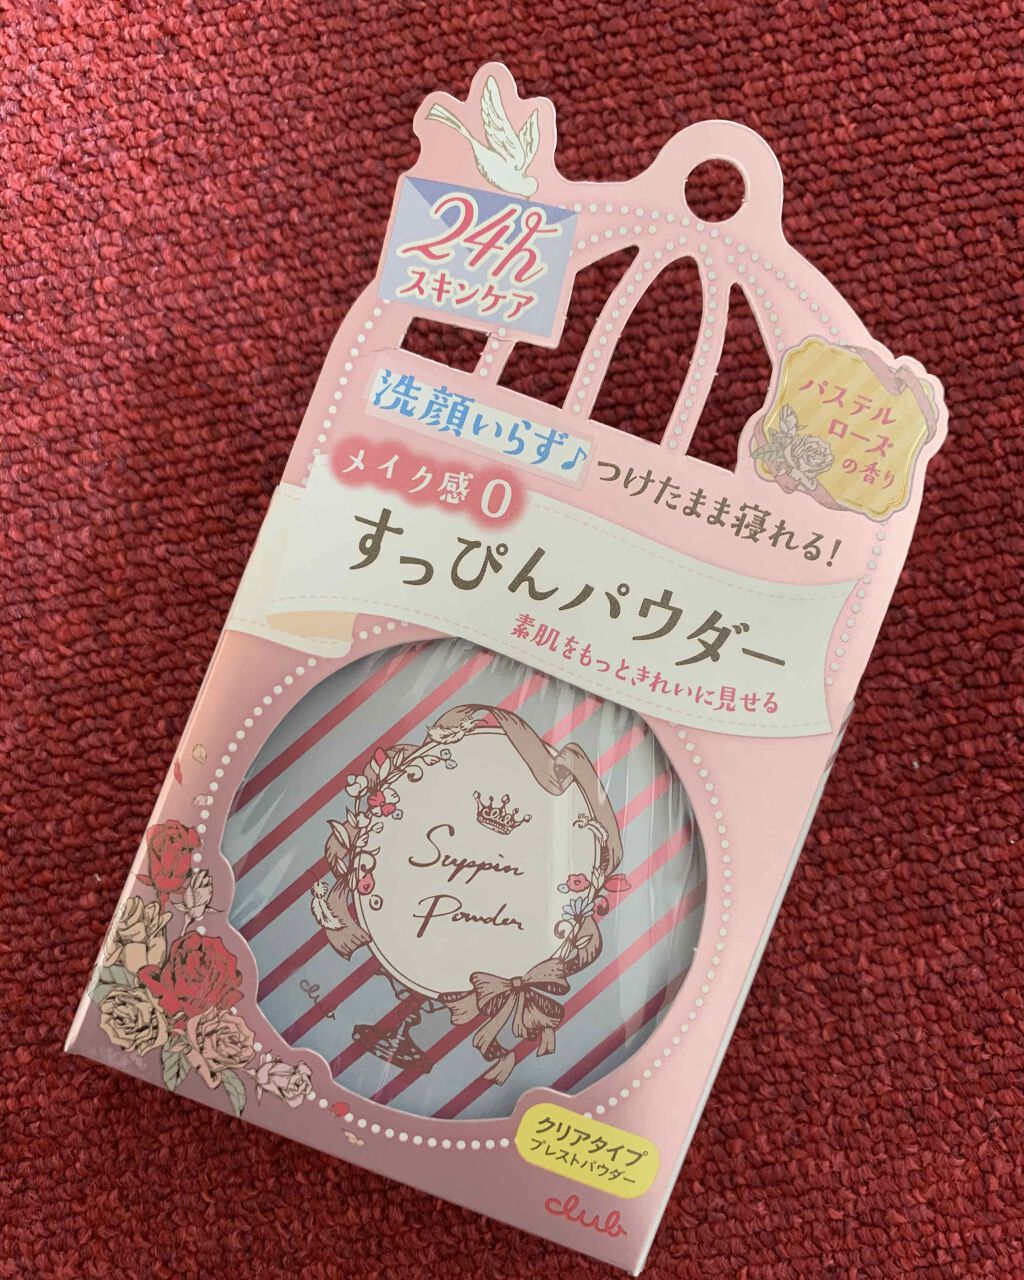 24h
スキンケア
パステル
ローズ
の香り
洗顔いらず♪
つけたまま寝れる!
メイク感0
すっぴんパウダー
素肌をもっときれいに見せる
club
Suppin
Powder
club
クリアタイプ
プレストパウダー
club